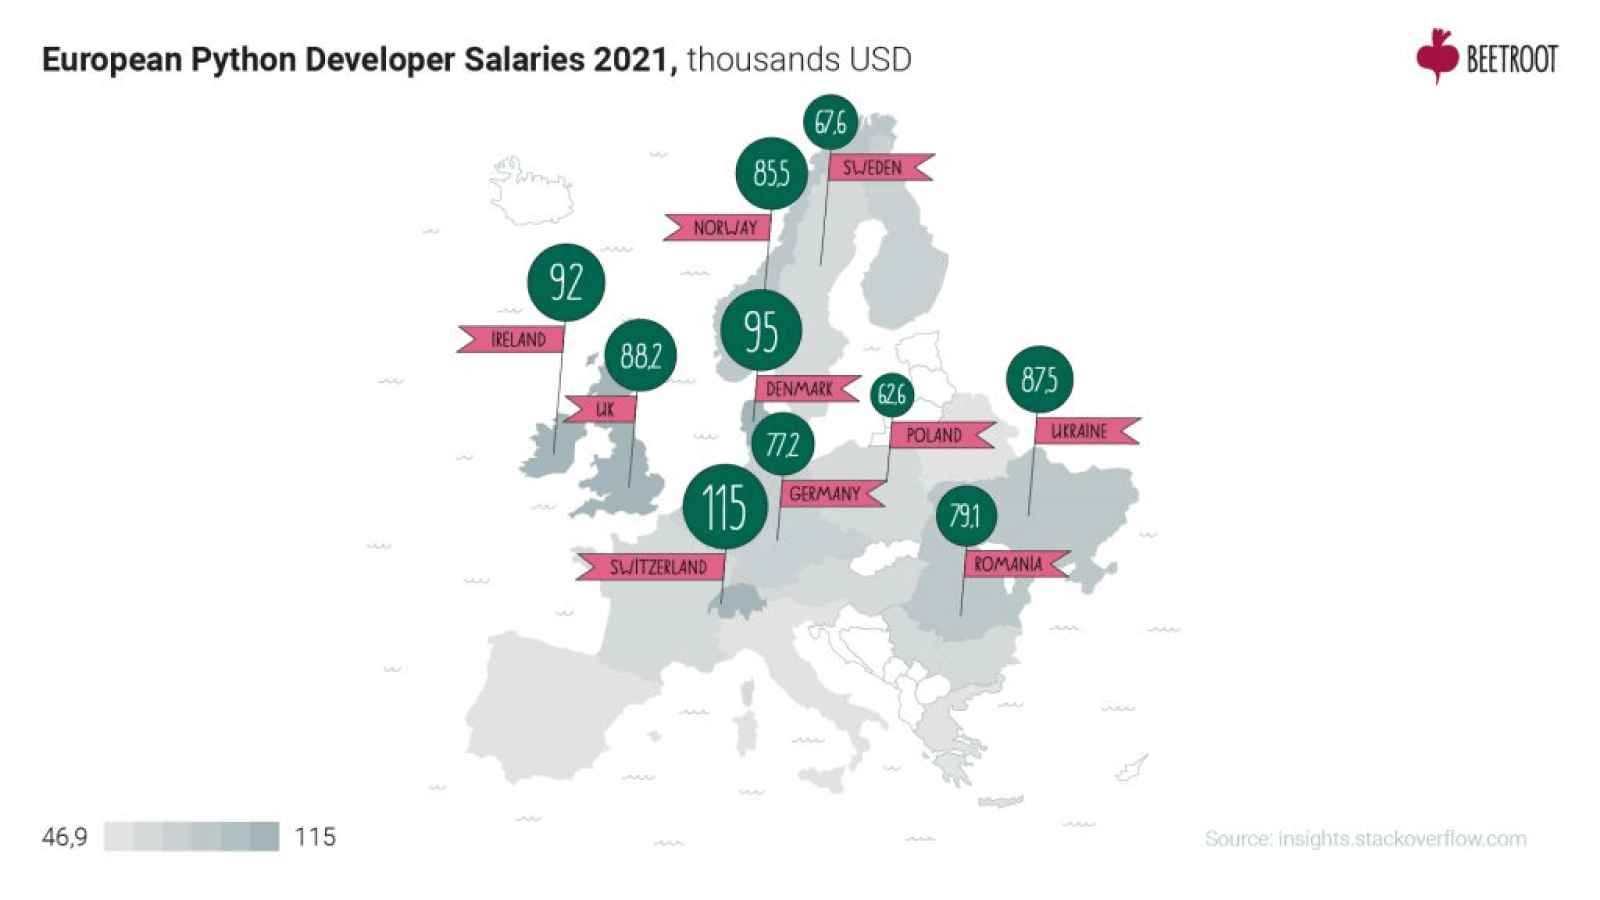 European Python Developer Salaries 2021, thousands USD
BEETROOT
67,6
SWEDEN
85,5
NORWAY
92
IRELAND
88,2
UK
95
DENMARK
62,6
POLAND
87,5
UKRAINE
77,2
GERMANY
115
SWITZERLAND
79,1
ROMANIA
46,9
115
Source: insights.stackoverflow.com